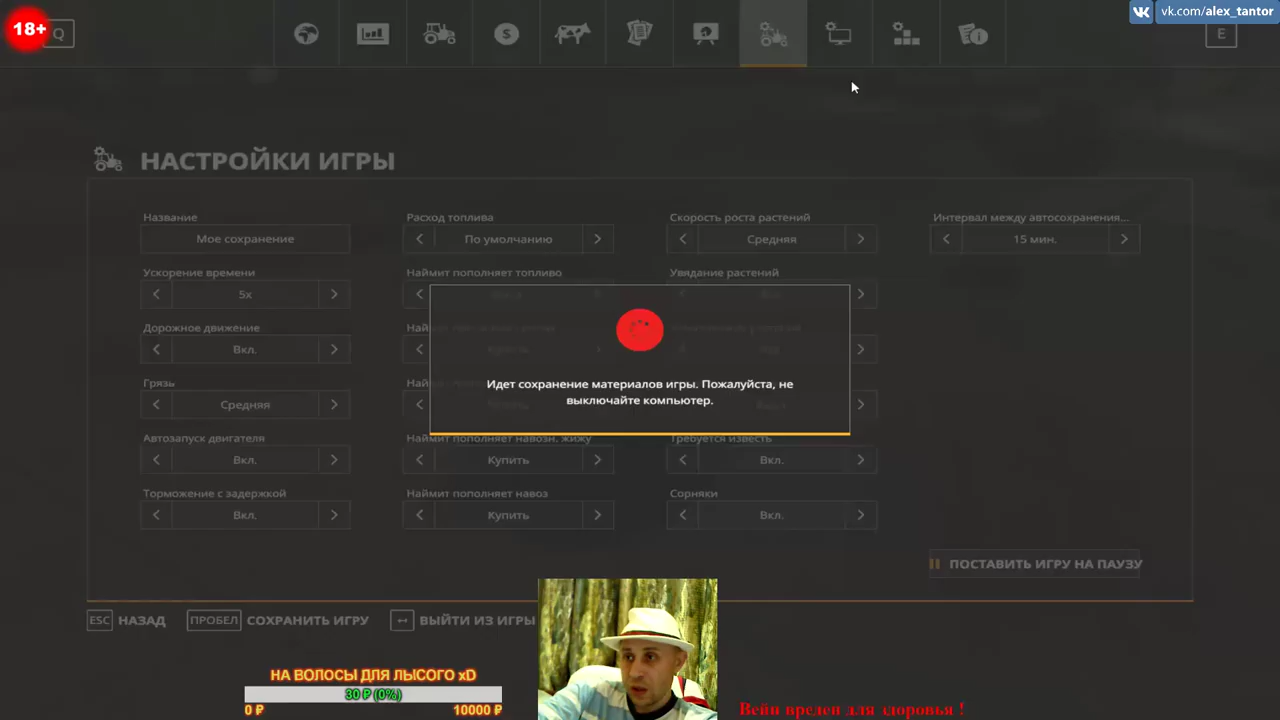 18+
Q
vk.com/alex_tantor
E
НАСТРОЙКИ ИГРЫ
Название
Мое сохранение
Расход топлива
По умолчанию
Скорость роста растений
Средняя
Интервал между автосохранения...
15 мин.
Ускорение времени
5x
Наймит пополняет топливо
Увядание растений
Дорожное движение
Вкл.
Грязь
Средняя
Идет сохранение материалов игры. Пожалуйста, не
выключайте компьютер.
Автозапуск двигателя
Вкл.
Наймит пополняет навозн. жижу
Купить
Требуется известь
Вкл.
Торможение с задержкой
Вкл.
Наймит пополняет навоз
Купить
Сорняки
Вкл.
ПОСТАВИТЬ ИГРУ НА ПАУЗУ
ESC НАЗАД
ПРОБЕЛ СОХРАНИТЬ ИГРУ
ВЫЙТИ ИЗ ИГРЫ
НА ВОЛОСЫ ДЛЯ ЛЫСОГО xD
30 ₽ (0%)
0 ₽ 10000 ₽
Вейп вреден для здоровья !